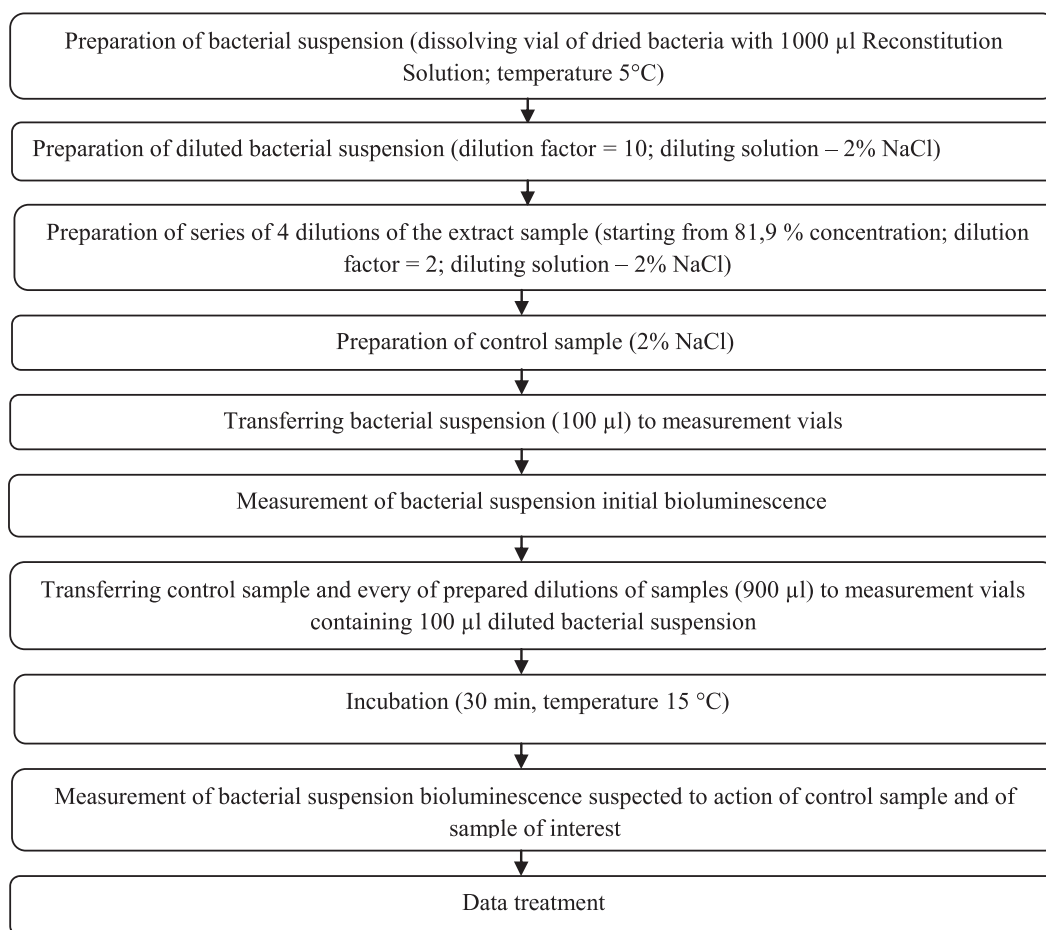 Preparation of bacterial suspension (dissolving vial of dried bacteria with 1000 µl Reconstitution
Solution; temperature 5°C)
Preparation of diluted bacterial suspension (dilution factor = 10; diluting solution – 2% NaCl)
Preparation of series of 4 dilutions of the extract sample (starting from 81,9 % concentration; dilution
factor = 2; diluting solution – 2% NaCl)
Preparation of control sample (2% NaCl)
Transferring bacterial suspension (100 µl) to measurement vials
Measurement of bacterial suspension initial bioluminescence
Transferring control sample and every of prepared dilutions of samples (900 µl) to measurement vials
containing 100 µl diluted bacterial suspension
Incubation (30 min, temperature 15 °C)
Measurement of bacterial suspension bioluminescence suspected to action of control sample and of
sample of interest
Data treatment